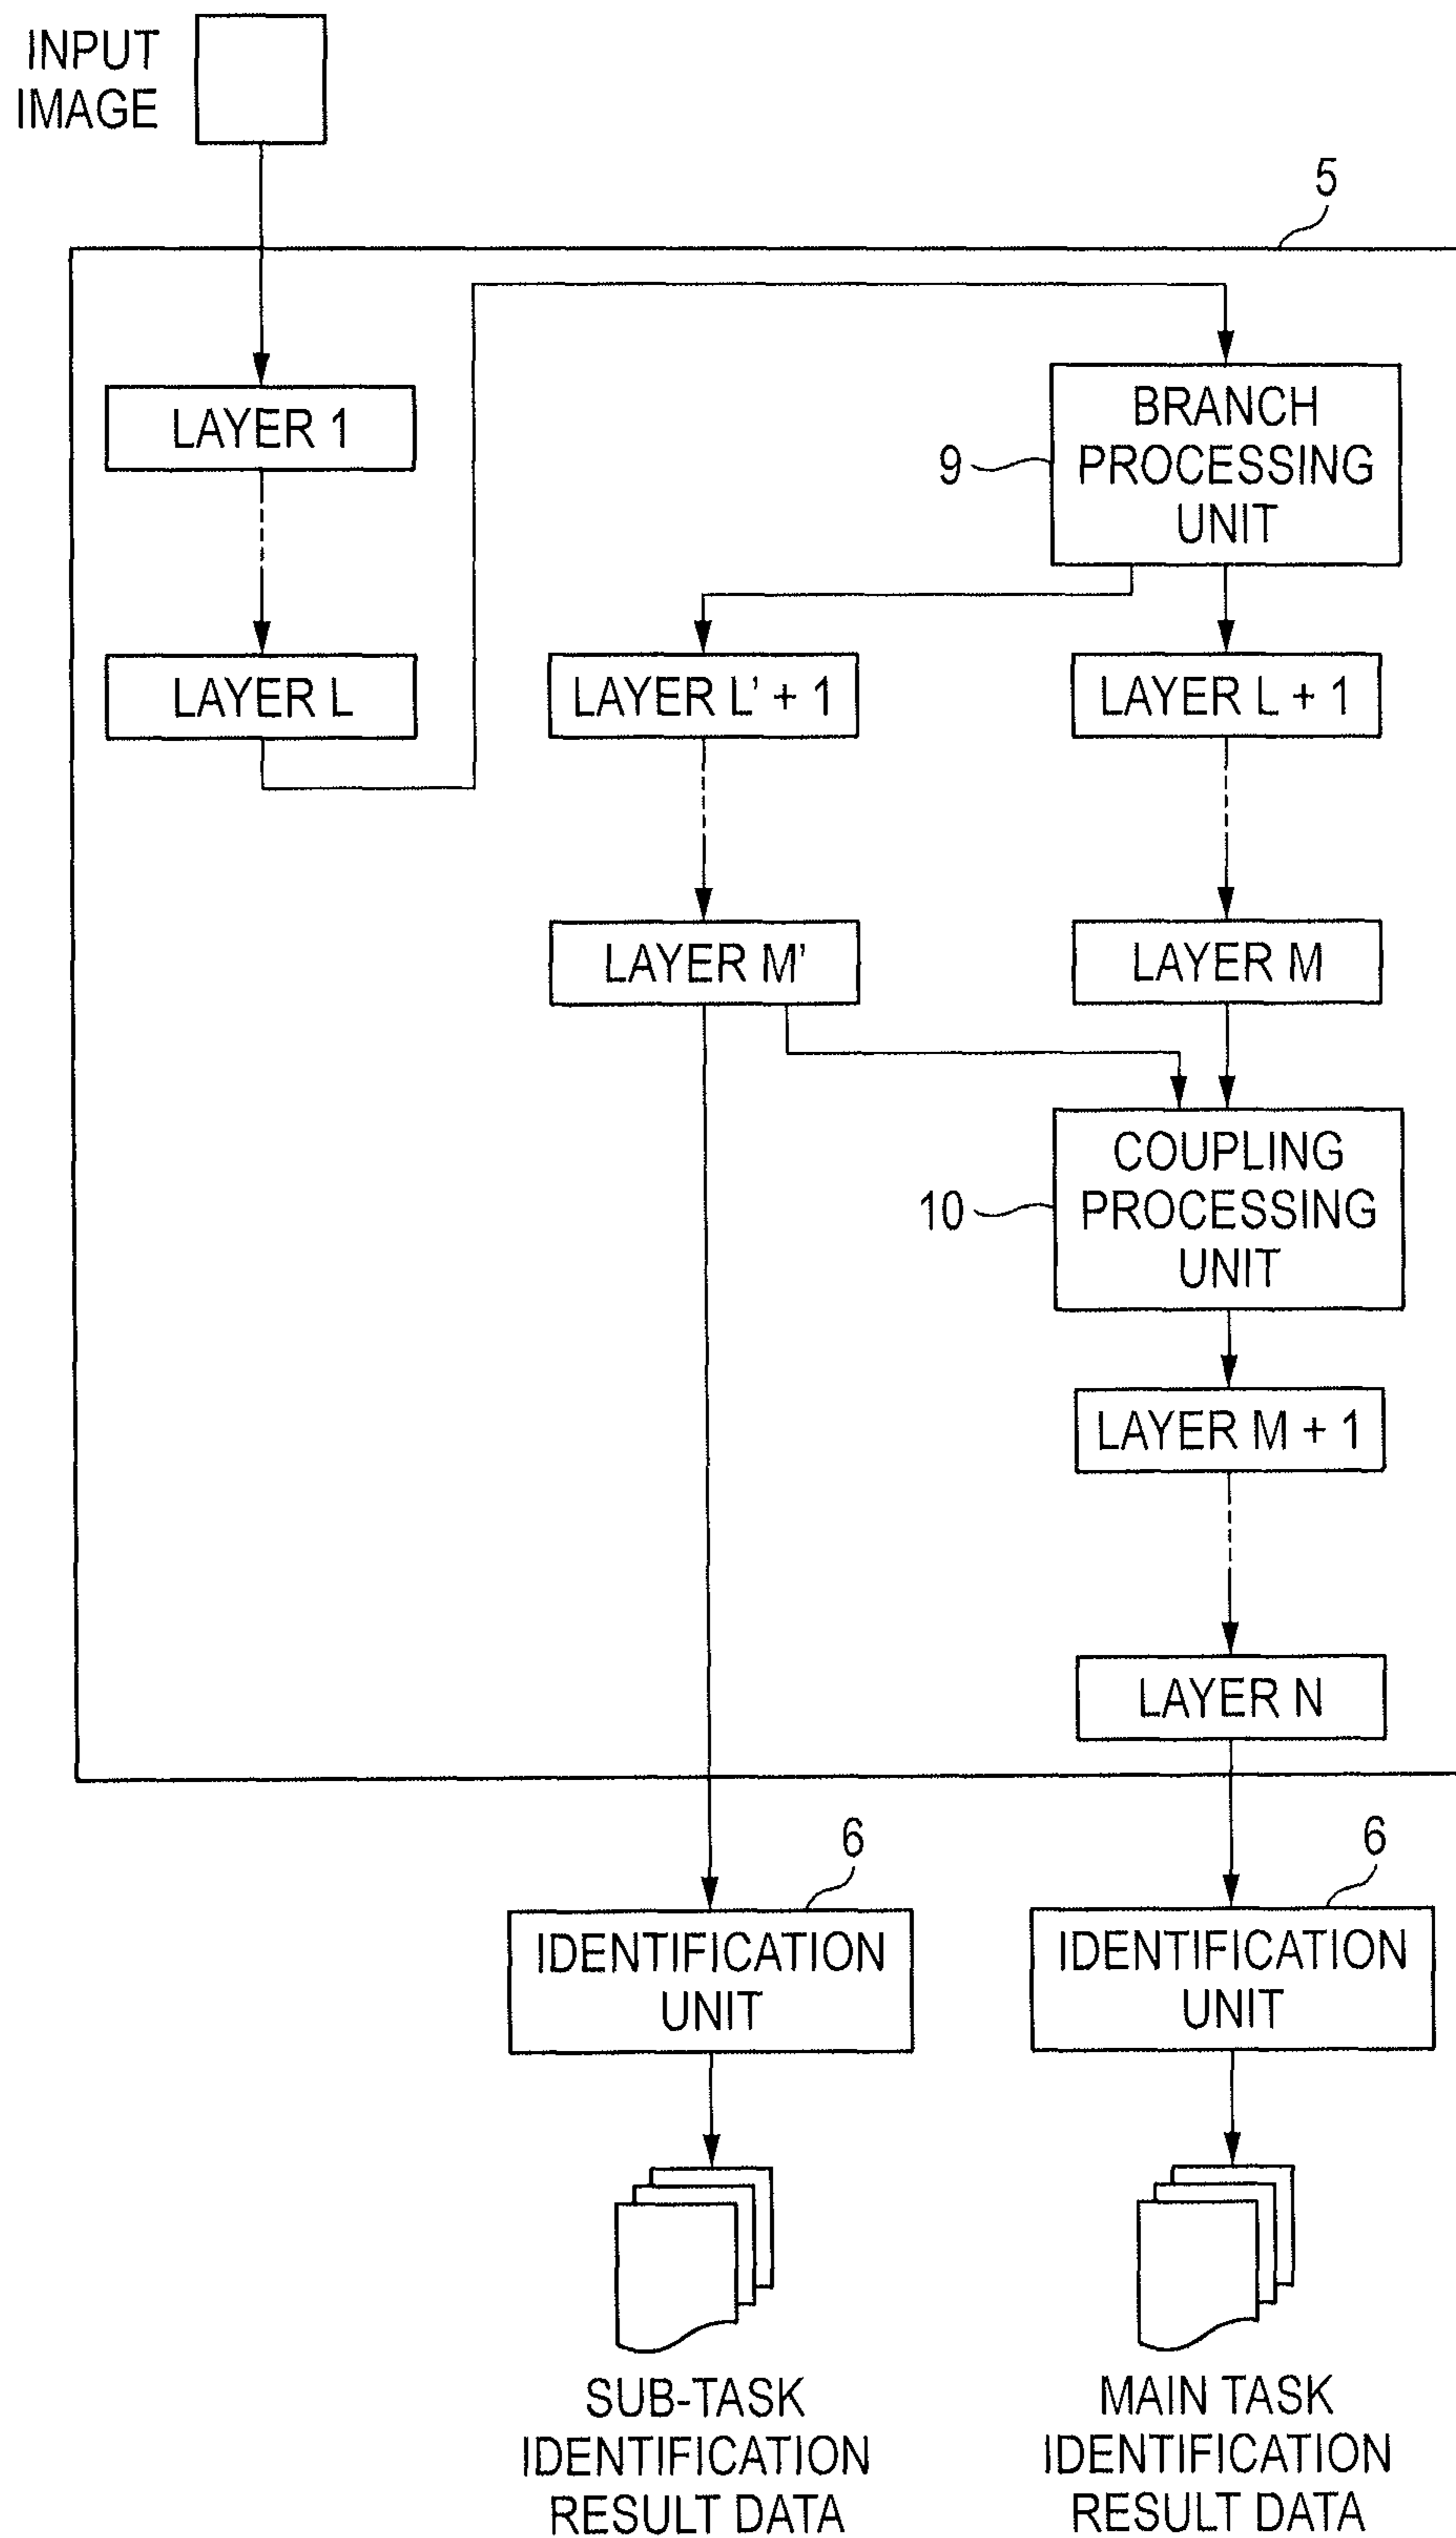 INPUT
IMAGE
5
LAYER 1
BRANCH
PROCESSING
UNIT
9
LAYER L
LAYER L' + 1
LAYER L + 1
LAYER M'
LAYER M
COUPLING
PROCESSING
UNIT
10
LAYER M + 1
LAYER N
6
6
IDENTIFICATION
UNIT
IDENTIFICATION
UNIT
SUB-TASK
IDENTIFICATION
RESULT DATA
MAIN TASK
IDENTIFICATION
RESULT DATA